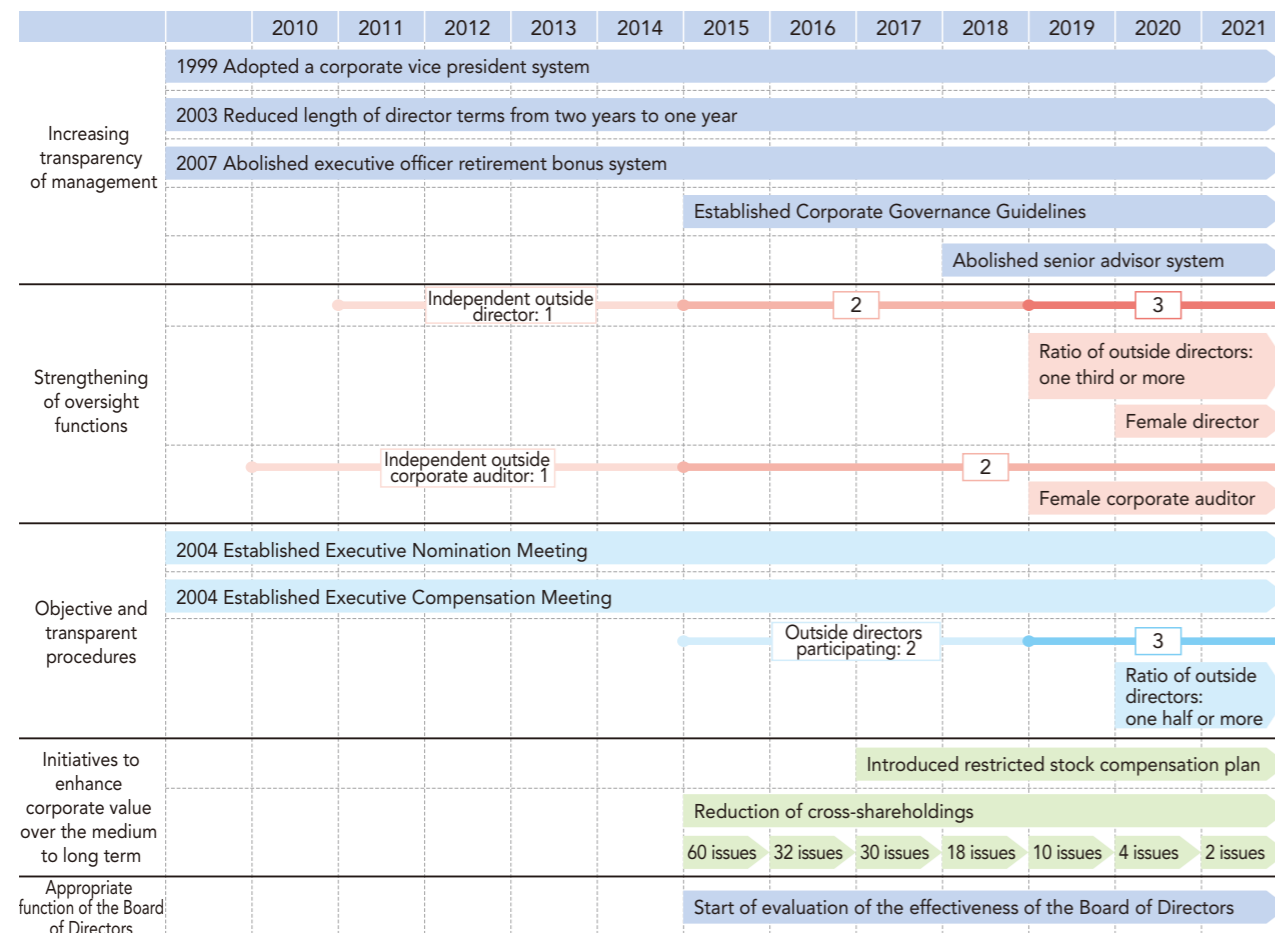 2010 2011 2012 2013 2014 2015 2016 2017 2018 2019 2020 2021
Increasing
transparency
of management
1999 Adopted a corporate vice president system
2003 Reduced length of director terms from two years to one year
2007 Abolished executive officer retirement bonus system
Established Corporate Governance Guidelines
Abolished senior advisor system
Strengthening
of oversight
functions
Independent outside
director: 1
2
3
Ratio of outside directors:
one third or more
Female director
Independent outside
corporate auditor: 1
2
Female corporate auditor
Objective and
transparent
procedures
2004 Established Executive Nomination Meeting
2004 Established Executive Compensation Meeting
Outside directors
participating: 2
3
Ratio of outside
directors:
one half or more
Initiatives to
enhance
corporate value
over the medium
to long term
Introduced restricted stock compensation plan
Reduction of cross-shareholdings
60 issues 32 issues 30 issues 18 issues 10 issues 4 issues 2 issues
Appropriate
function of the Board
of Directors
Start of evaluation of the effectiveness of the Board of Directors